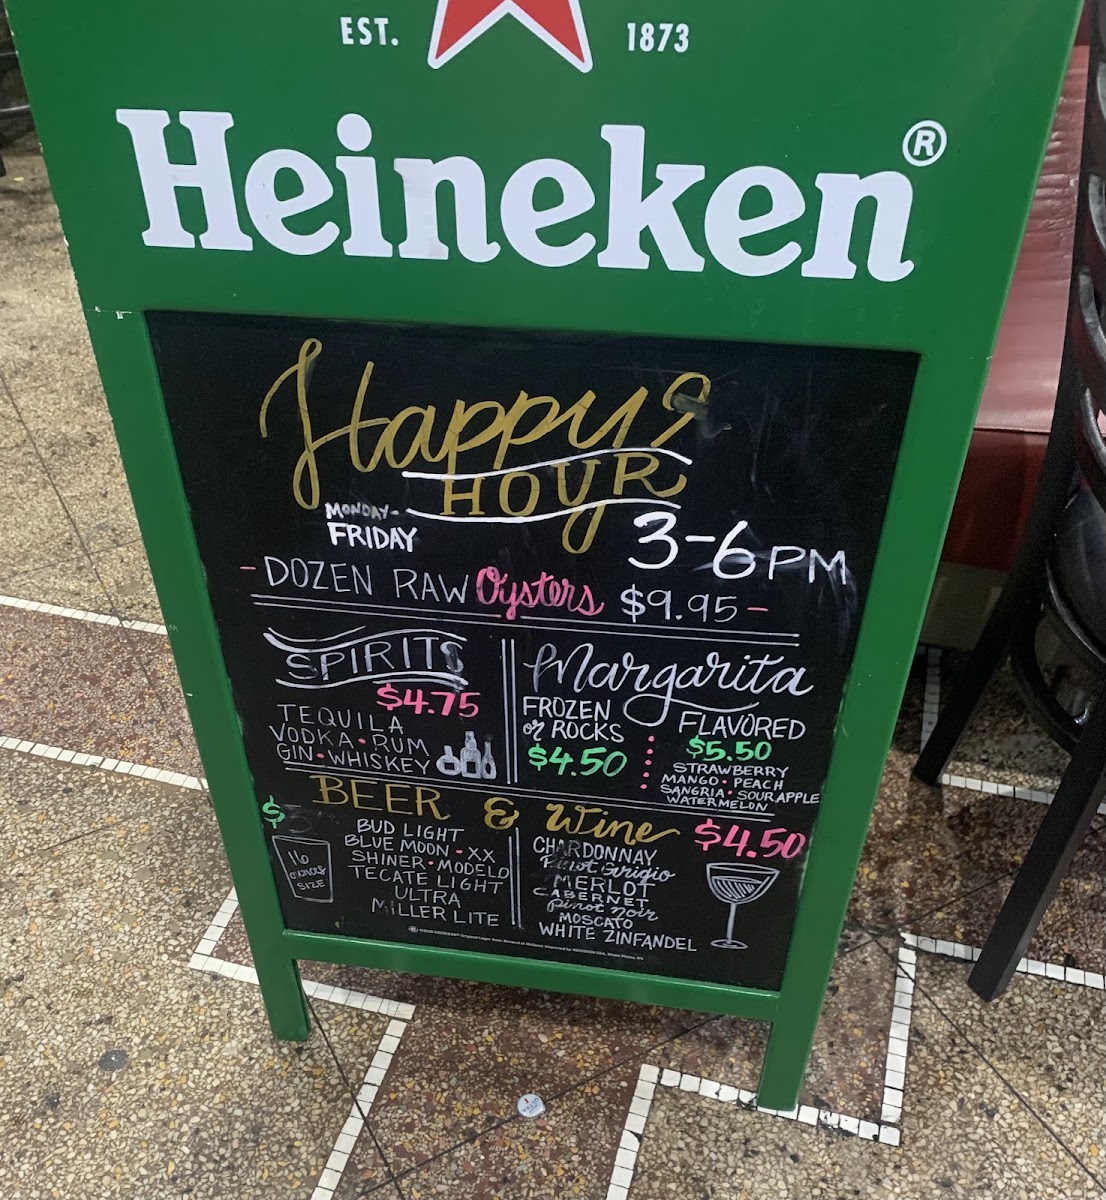 EST. 1873
Heineken®
Happy
HOUR
MONDAY-
FRIDAY
3-6PM
- DOZEN RAW Oysters $9.95 -
SPIRITS
$4.75
TEQUILA
VODKA • RUM
GIN • WHISKEY
Margarita
FROZEN
or ROCKS
$4.50
FLAVORED
$5.50
STRAWBERRY
MANGO • PEACH
SANGRIA • SOUR APPLE
WATERMELON
BEER & Wine
$
16
ounces
SIZE
BUD LIGHT
BLUE MOON • XX
SHINER • MODELO
TECATE LIGHT
ULTRA
MILLER LITE
$4.50
CHARDONNAY
Pinot Grigio
MERLOT
CABERNET
Pinot Noir
MOSCATO
WHITE ZINFANDEL